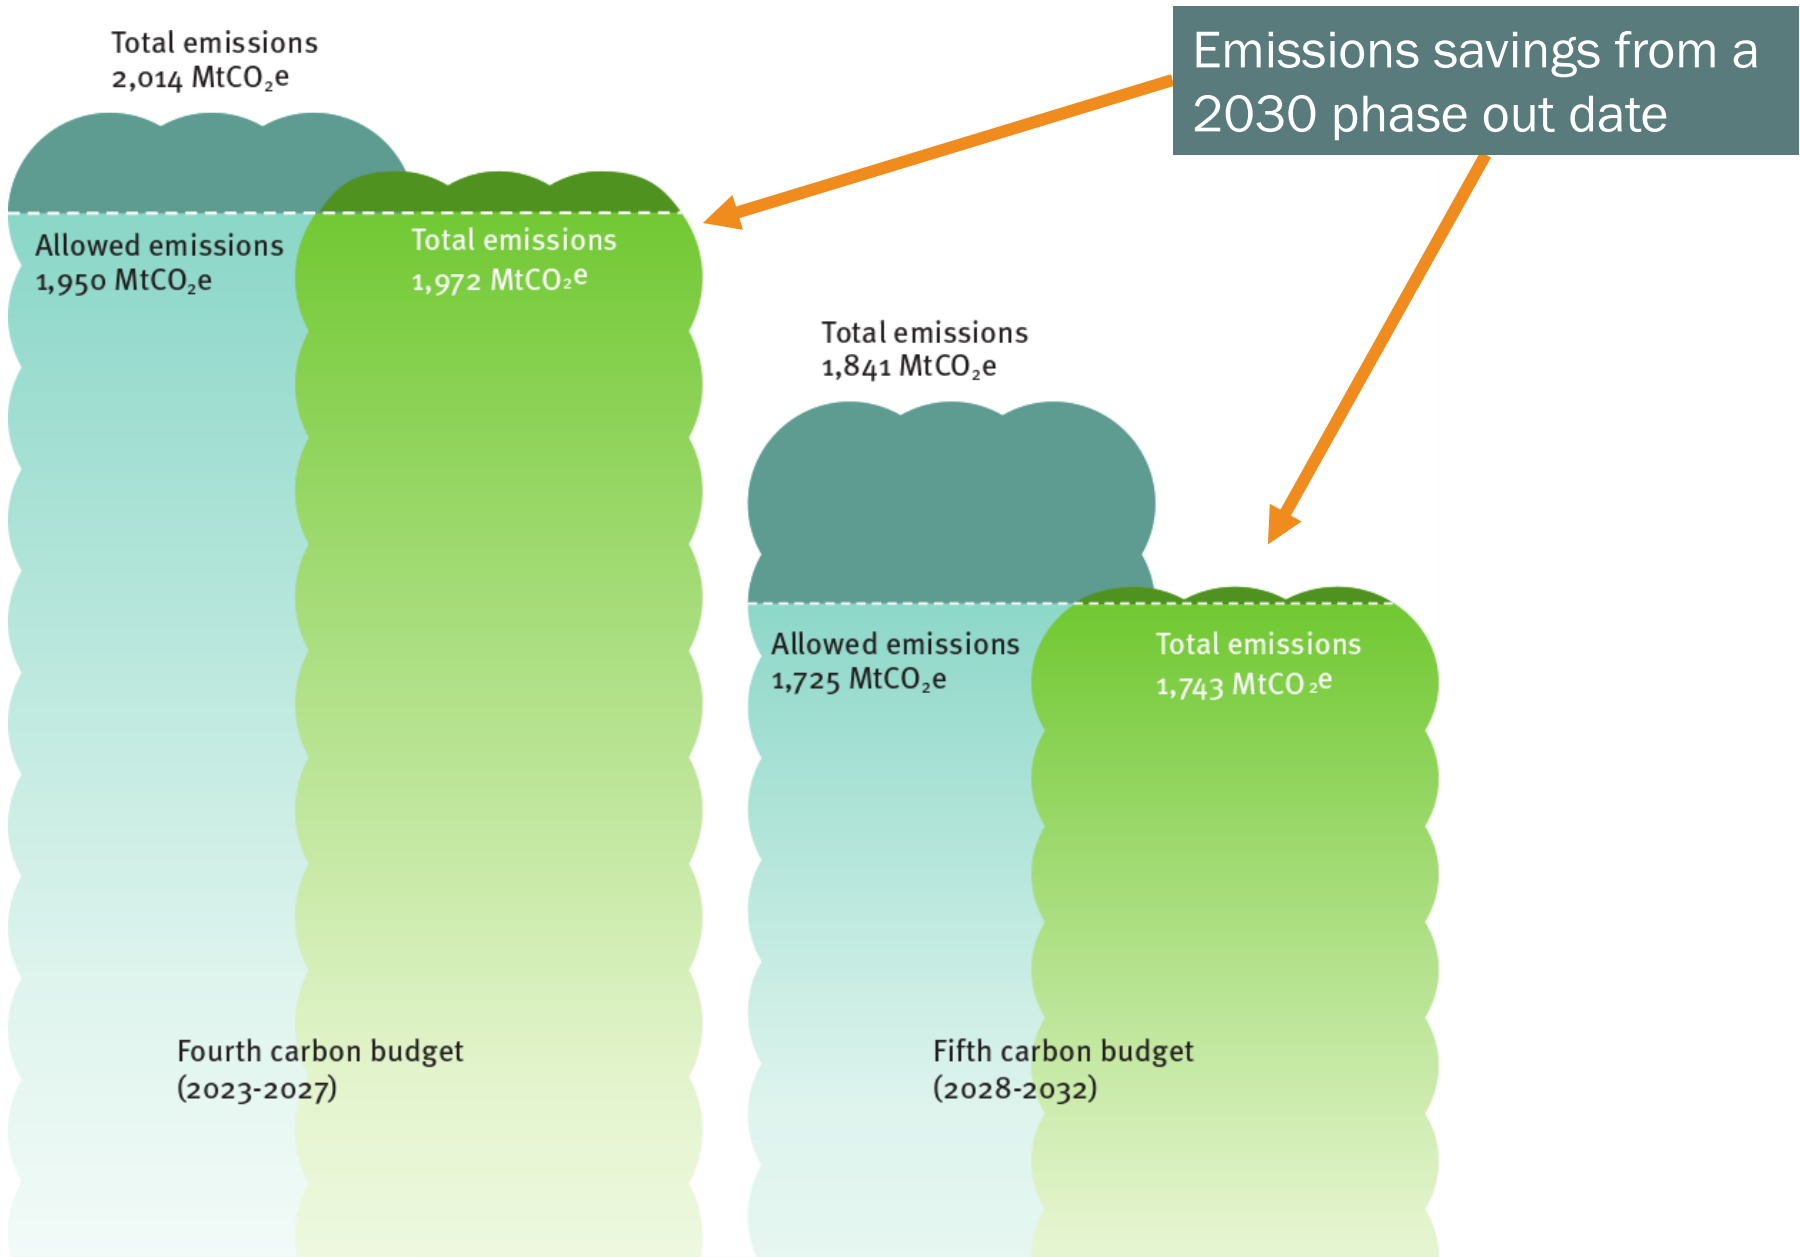 Total emissions
2,014 MtCO₂e
Emissions savings from a
2030 phase out date
Allowed emissions
1,950 MtCO₂e
Total emissions
1,972 MtCO₂e
Total emissions
1,841 MtCO₂e
Allowed emissions
1,725 MtCO₂e
Total emissions
1,743 MtCO₂e
Fourth carbon budget
(2023-2027)
Fifth carbon budget
(2028-2032)